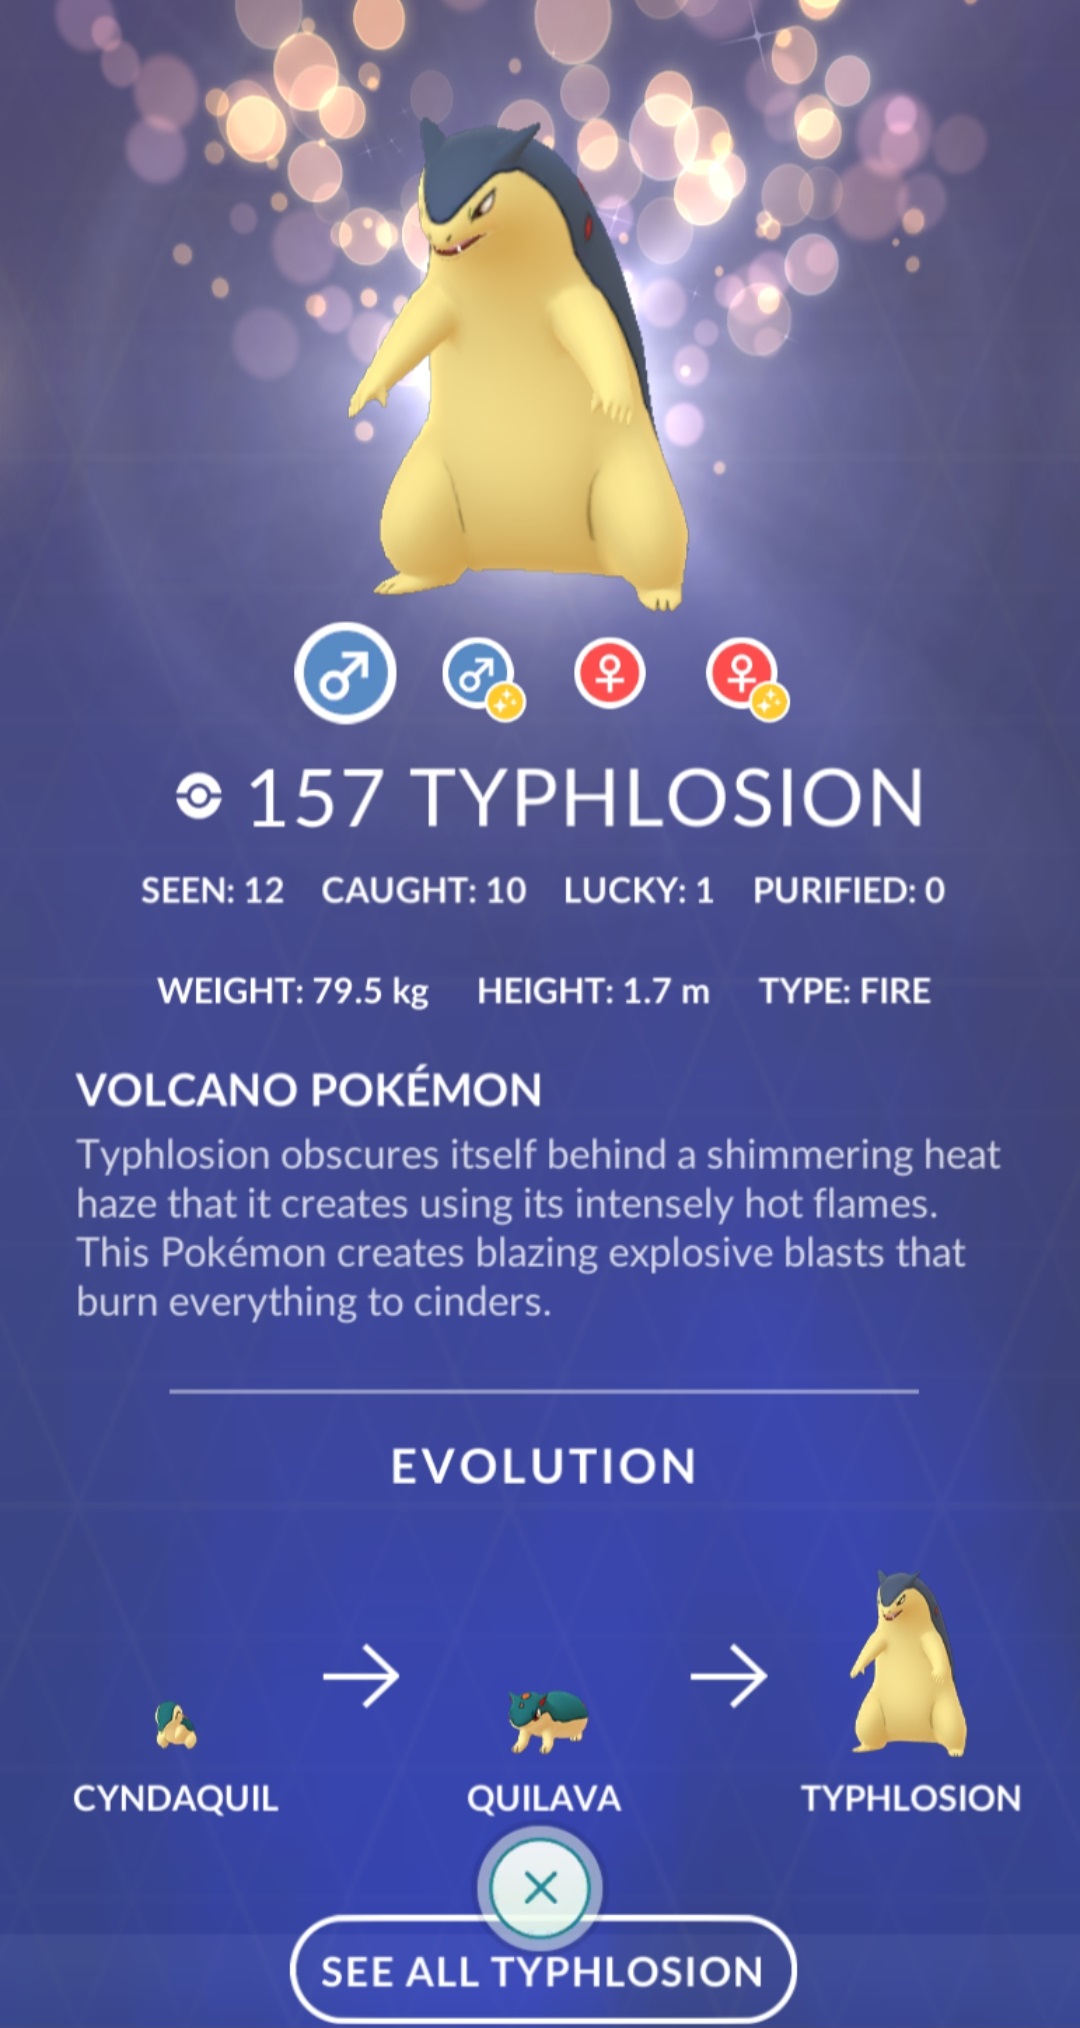 157 TYPHLOSION
SEEN: 12 CAUGHT: 10 LUCKY: 1 PURIFIED: 0
WEIGHT: 79.5 kg HEIGHT: 1.7 m TYPE: FIRE
VOLCANO POKÉMON
Typhlosion obscures itself behind a shimmering heat
haze that it creates using its intensely hot flames.
This Pokémon creates blazing explosive blasts that
burn everything to cinders.
EVOLUTION
CYNDAQUIL QUILAVA TYPHLOSION
SEE ALL TYPHLOSION